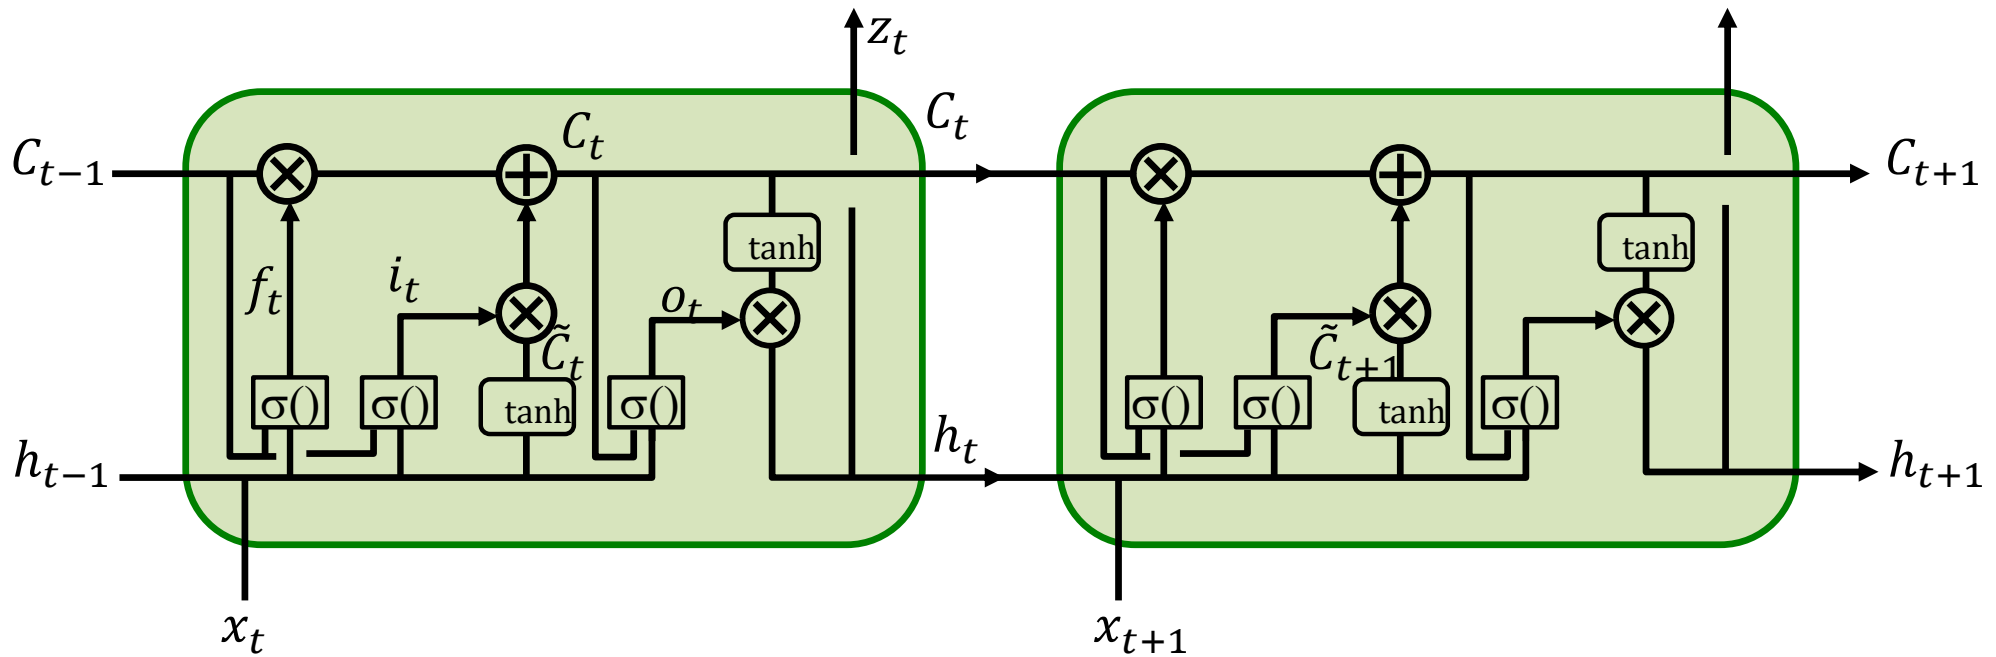 z_t
C_t
C_t
C_{t−1}
C_{t+1}
tanh
tanh
f_t
i_t
o_t
C̃_t
C̃_{t+1}
σ() σ() tanh σ()
σ() σ() tanh σ()
h_{t−1}
h_t
h_{t+1}
x_t
x_{t+1}